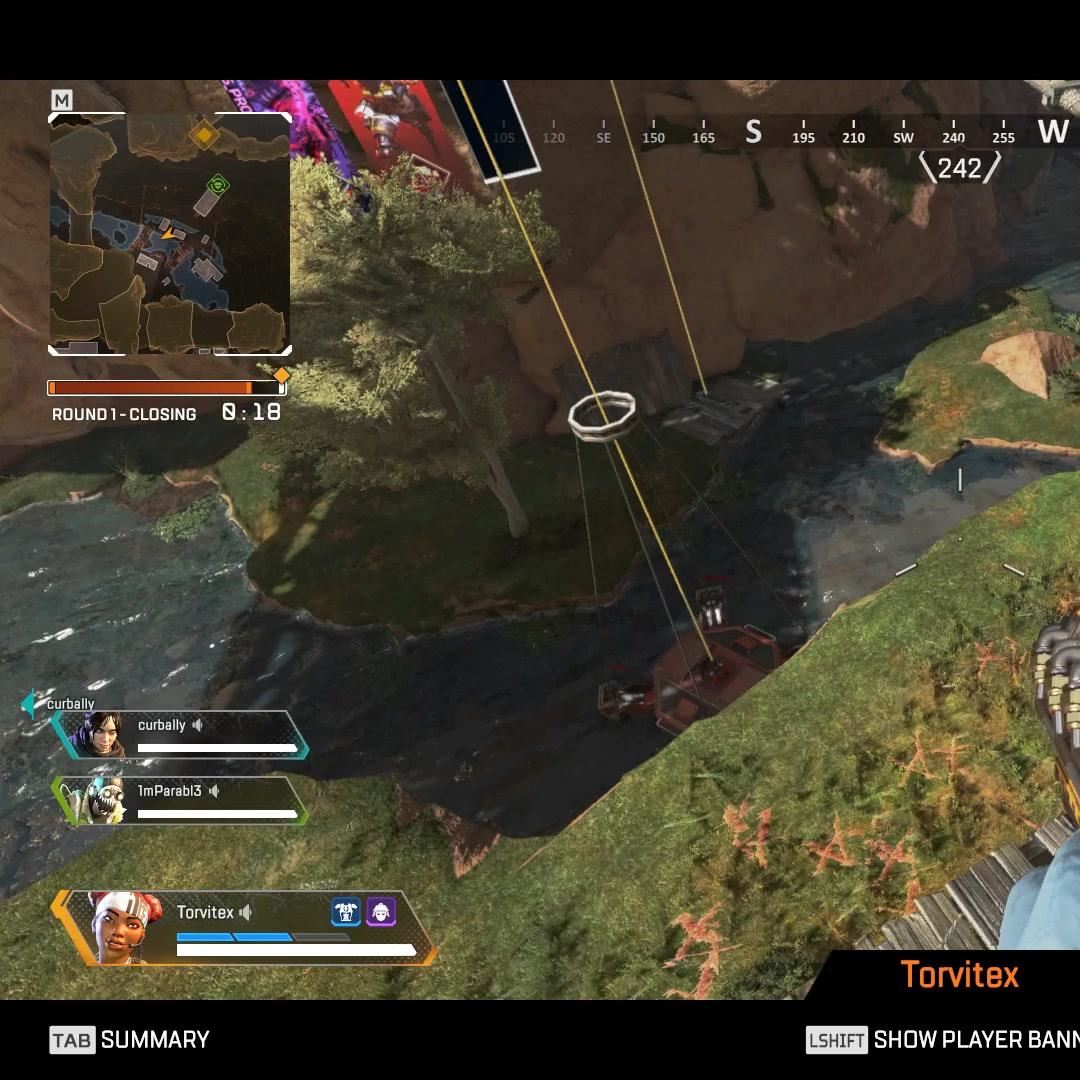 M
105 120 SE 150 165 S 195 210 SW 240 255 W
242
ROUND 1 - CLOSING 0:18
curbally
curbally
1mParabl3
Torvitex
Torvitex
TAB SUMMARY
LSHIFT SHOW PLAYER BANN